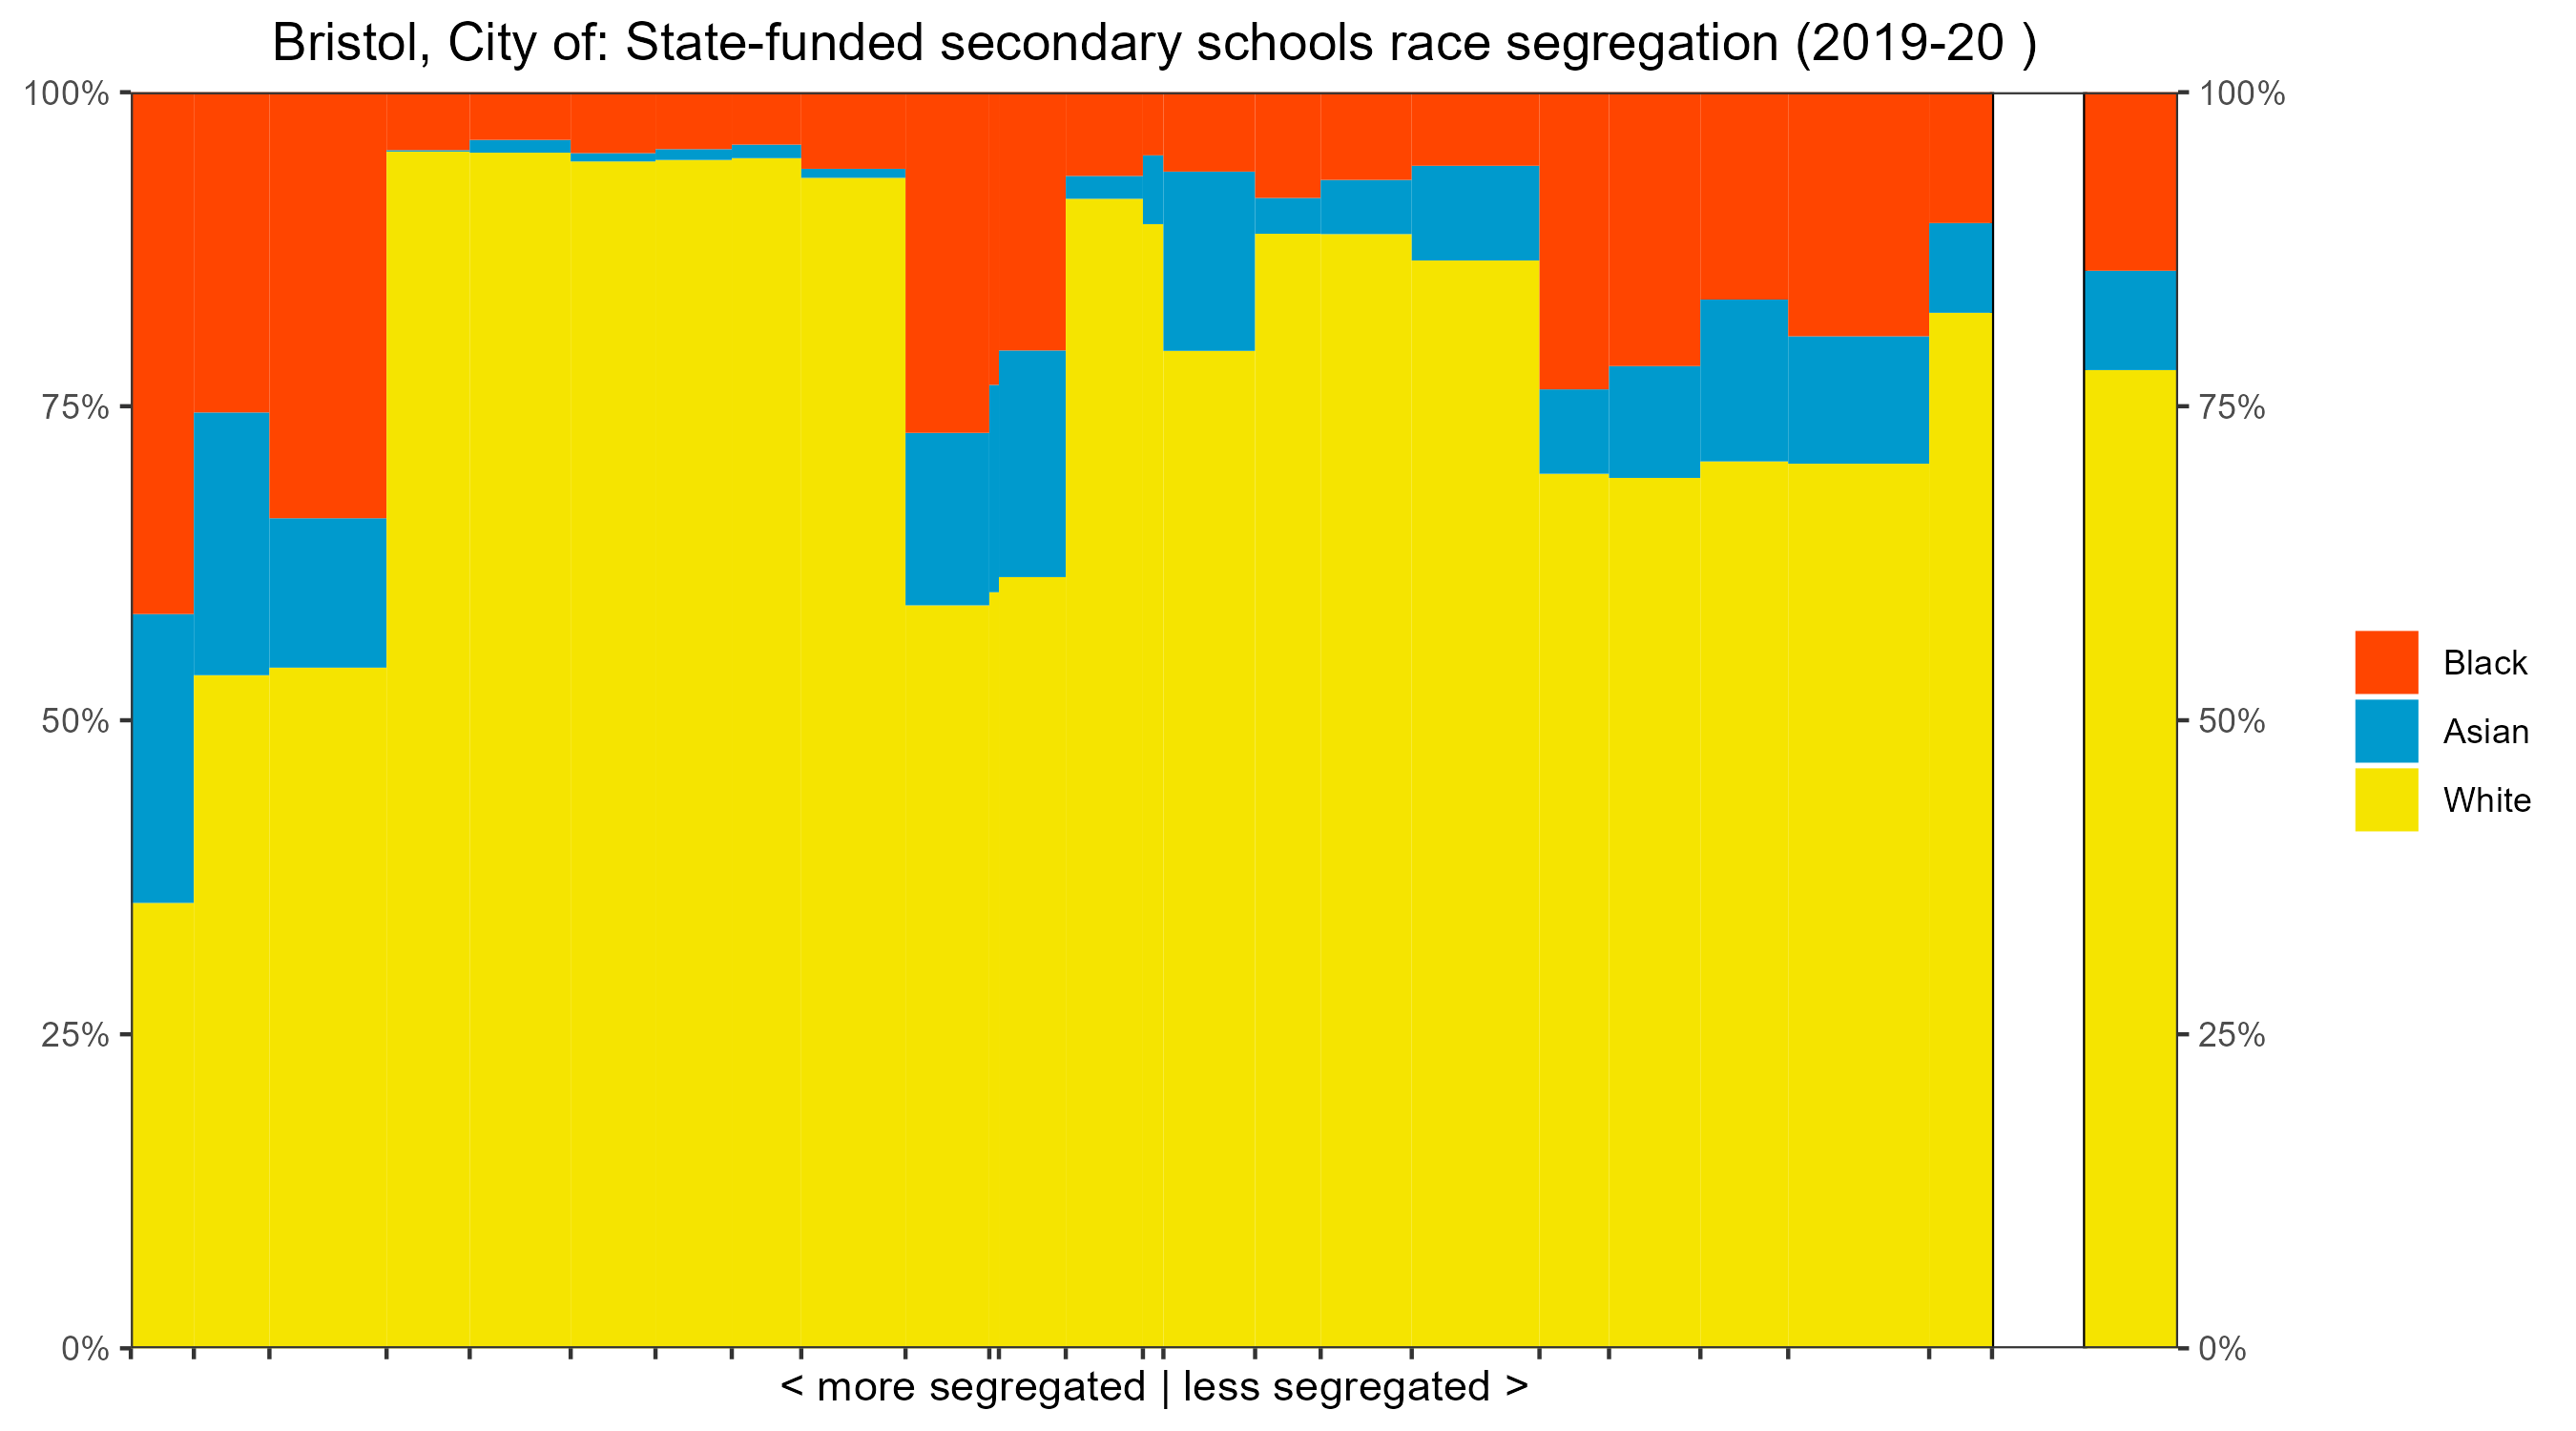 Bristol, City of: State-funded secondary schools race segregation (2019-20 )
100%
75%
50%
25%
0%
100%
75%
50%
25%
0%
Black
Asian
White
< more segregated | less segregated >